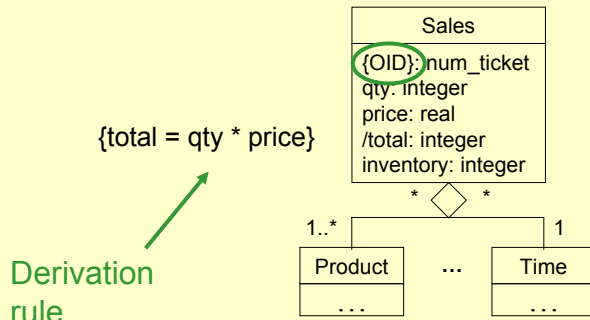 Sales
{OID}: num_ticket
qty: integer
price: real
/total: integer
inventory: integer
{total = qty * price}
* *
1..* 1
Product ... Time
... ...
Derivation
rule